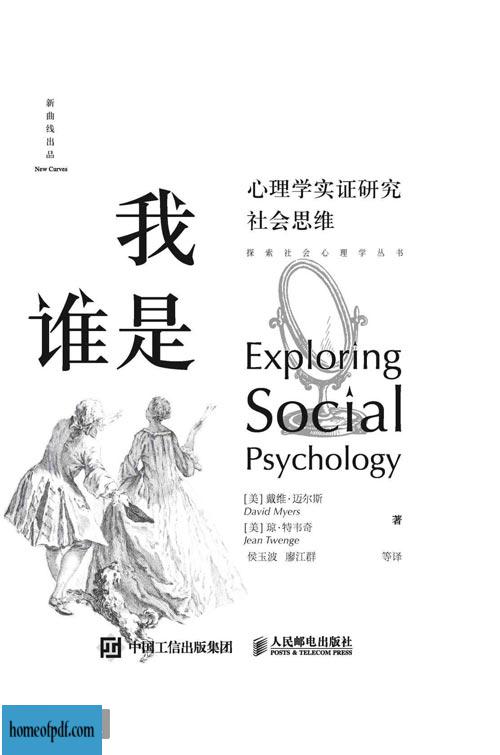 新曲线出品
New Curves
我
是谁
心理学实证研究
社会思维
探索社会心理学丛书
Exploring
Social
Psychology
[美] 戴维·迈尔斯
David Myers
[美] 琼·特韦奇
Jean Twenge
著
侯玉波 廖江群 等译
中国工信出版集团
人民邮电出版社
POSTS & TELECOM PRESS
homeofpdf.com